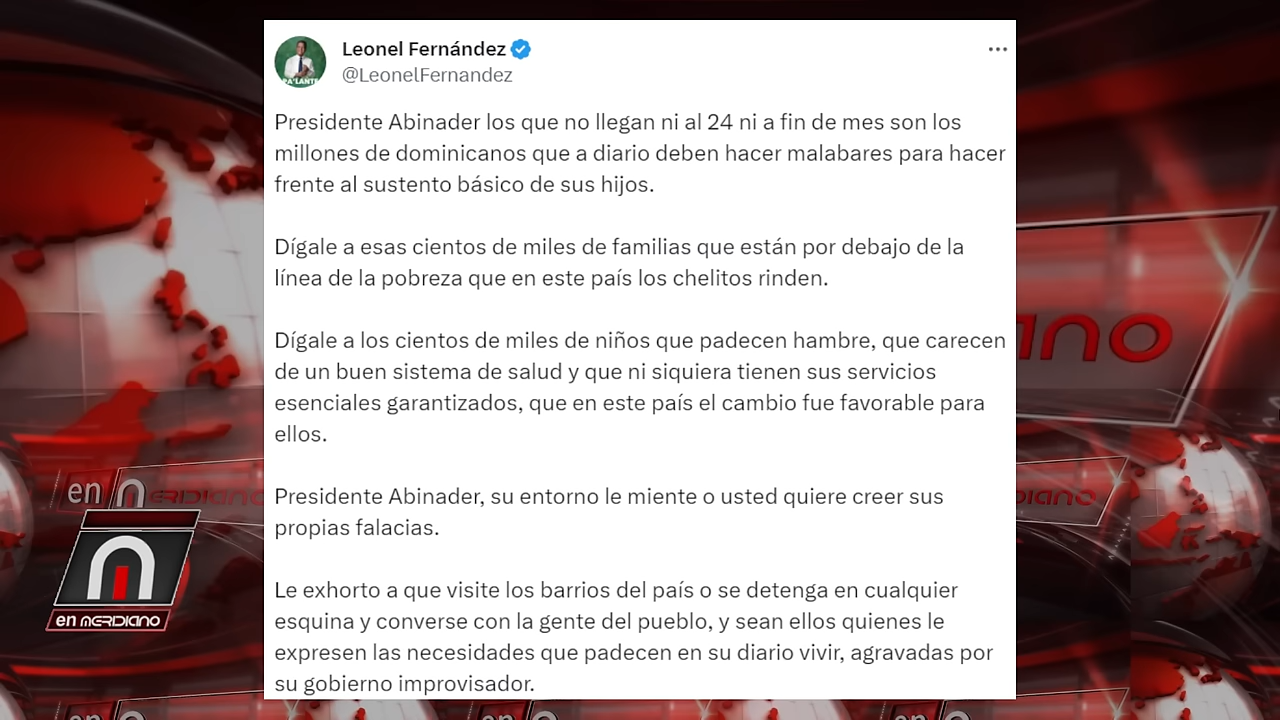 Leonel Fernández
@LeonelFernandez
Presidente Abinader los que no llegan ni al 24 ni a fin de mes son los
millones de dominicanos que a diario deben hacer malabares para hacer
frente al sustento básico de sus hijos.
Dígale a esas cientos de miles de familias que están por debajo de la
línea de la pobreza que en este país los chelitos rinden.
Dígale a los cientos de miles de niños que padecen hambre, que carecen
de un buen sistema de salud y que ni siquiera tienen sus servicios
esenciales garantizados, que en este país el cambio fue favorable para
ellos.
Presidente Abinader, su entorno le miente o usted quiere creer sus
propias falacias.
Le exhorto a que visite los barrios del país o se detenga en cualquier
esquina y converse con la gente del pueblo, y sean ellos quienes le
expresen las necesidades que padecen en su diario vivir, agravadas por
su gobierno improvisador.
PA'LANTE
en MERIDIANO
en MERIDIANO